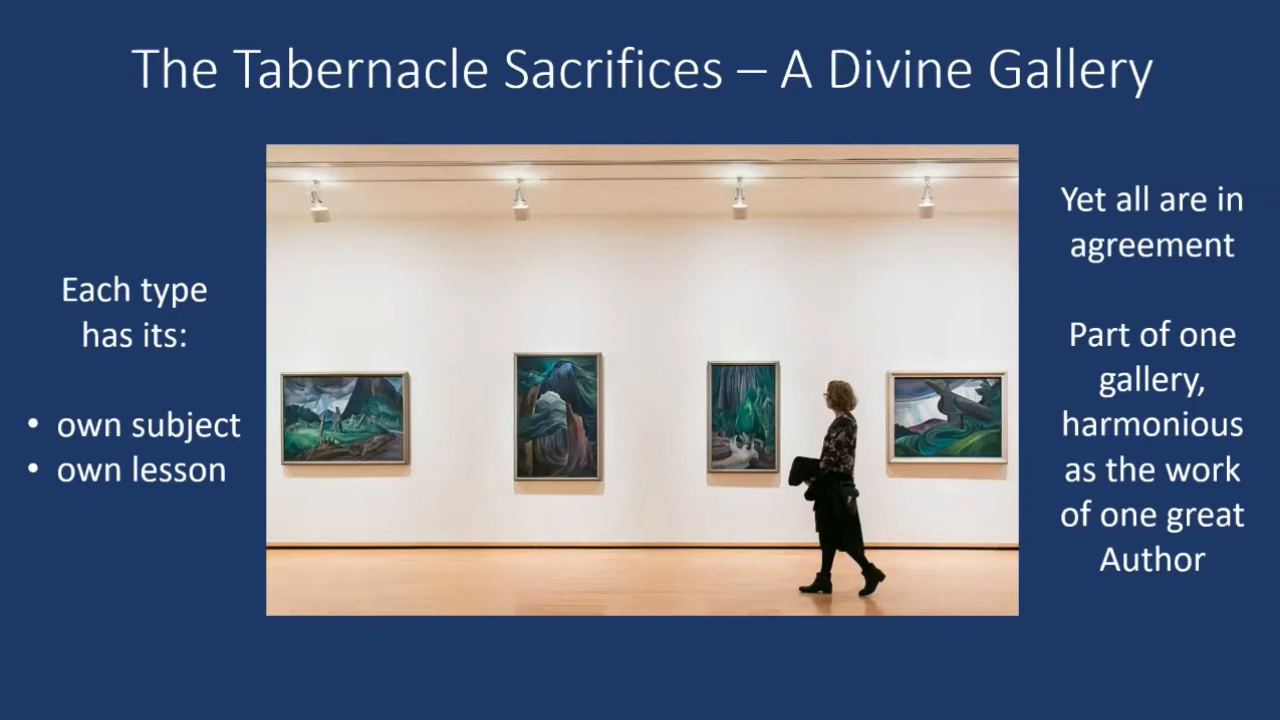 The Tabernacle Sacrifices – A Divine Gallery
Each type
has its:
• own subject
• own lesson
Yet all are in
agreement
Part of one
gallery,
harmonious
as the work
of one great
Author